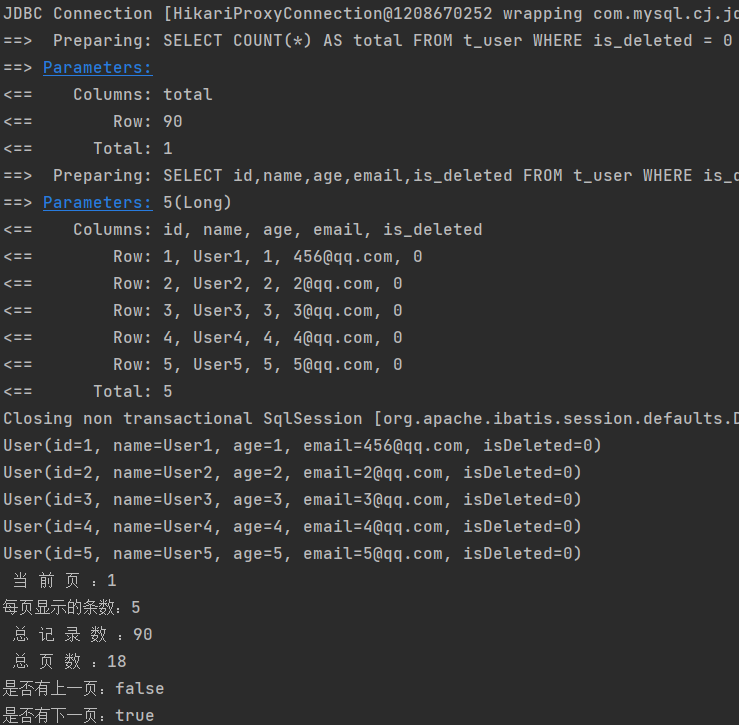 JDBC Connection [HikariProxyConnection@1208670252 wrapping com.mysql.cj.jd
==>  Preparing: SELECT COUNT(*) AS total FROM t_user WHERE is_deleted = 0
==> Parameters:
<==    Columns: total
<==        Row: 90
<==      Total: 1
==>  Preparing: SELECT id,name,age,email,is_deleted FROM t_user WHERE is_d
==> Parameters: 5(Long)
<==    Columns: id, name, age, email, is_deleted
<==        Row: 1, User1, 1, 456@qq.com, 0
<==        Row: 2, User2, 2, 2@qq.com, 0
<==        Row: 3, User3, 3, 3@qq.com, 0
<==        Row: 4, User4, 4, 4@qq.com, 0
<==        Row: 5, User5, 5, 5@qq.com, 0
<==      Total: 5
Closing non transactional SqlSession [org.apache.ibatis.session.defaults.D
User(id=1, name=User1, age=1, email=456@qq.com, isDeleted=0)
User(id=2, name=User2, age=2, email=2@qq.com, isDeleted=0)
User(id=3, name=User3, age=3, email=3@qq.com, isDeleted=0)
User(id=4, name=User4, age=4, email=4@qq.com, isDeleted=0)
User(id=5, name=User5, age=5, email=5@qq.com, isDeleted=0)
 当 前 页 ：1
每页显示的条数：5
 总 记 录 数 ：90
 总 页 数 ：18
是否有上一页：false
是否有下一页：true